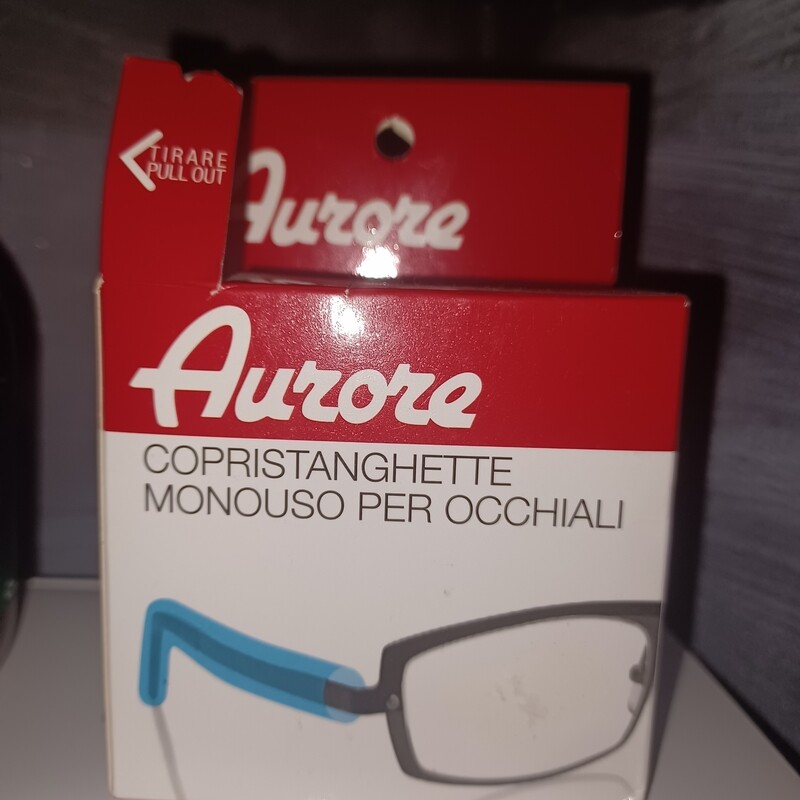 TIRARE
PULL OUT
Aurore
Aurore
COPRISTANGHETTE
MONOUSO PER OCCHIALI